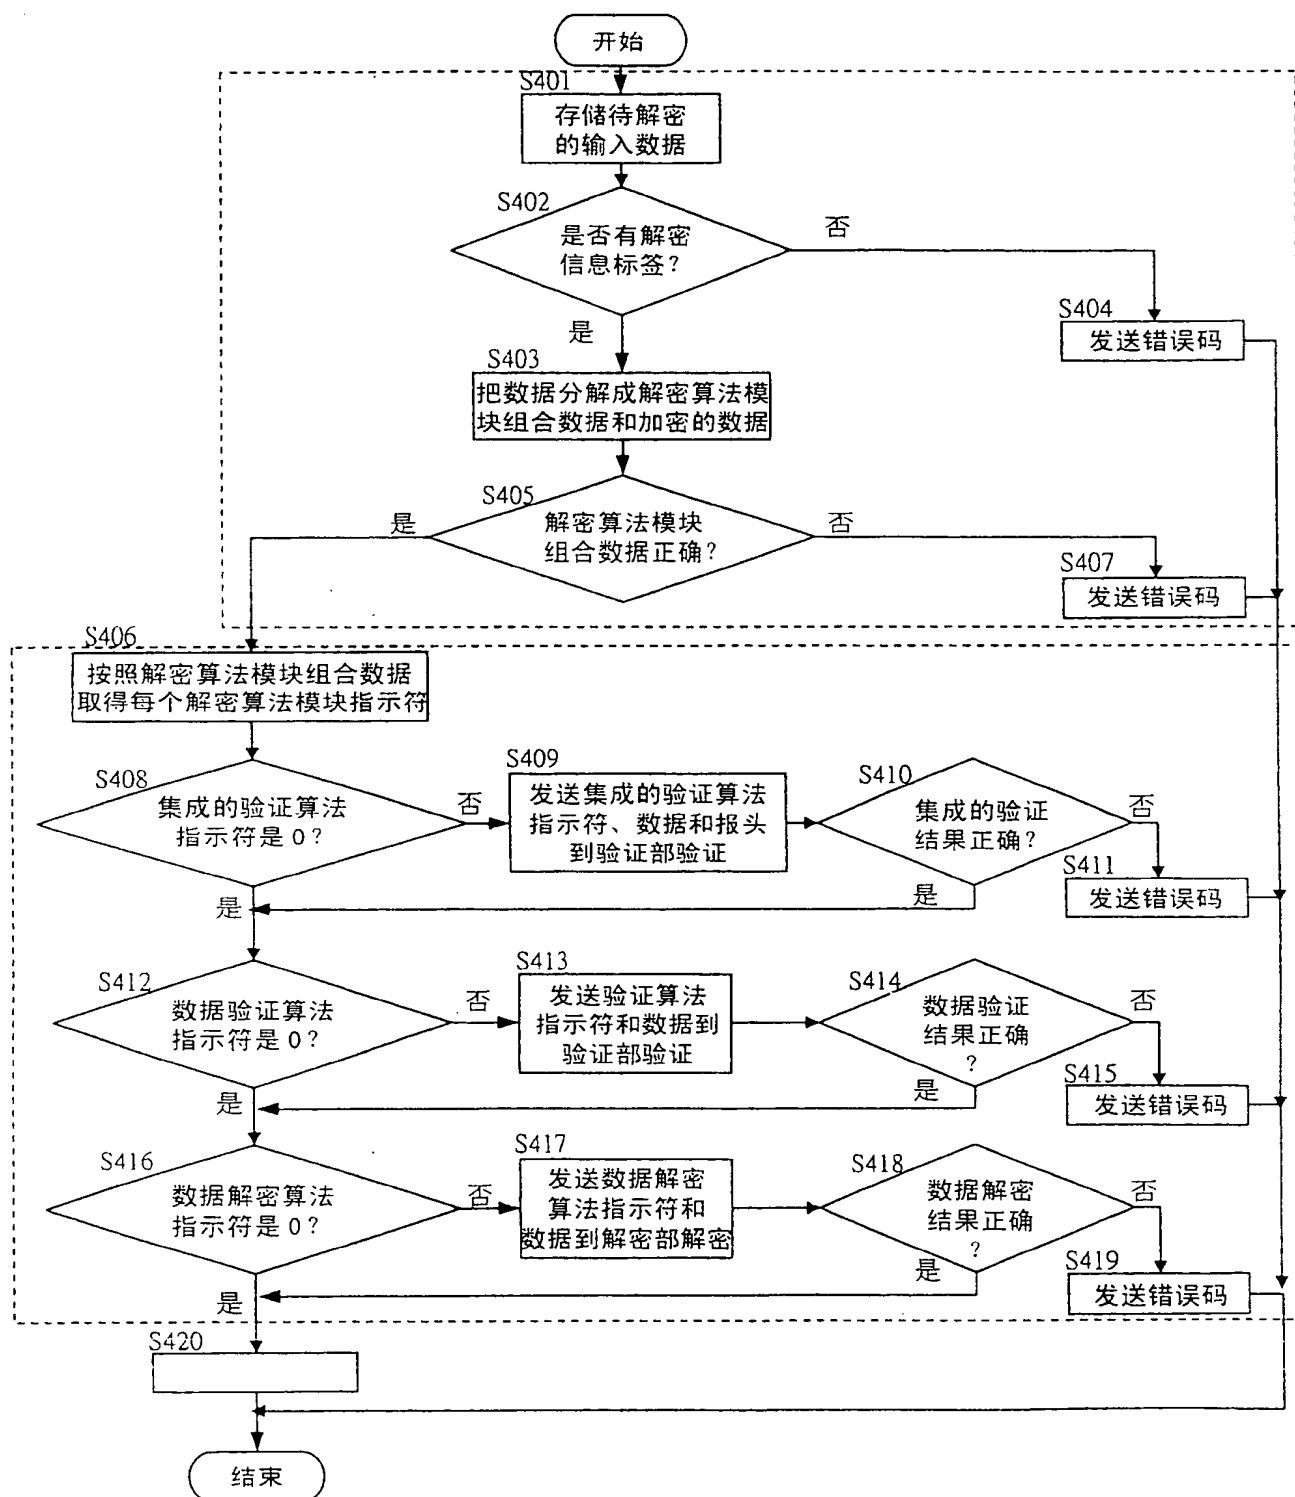 开始
S401
存储待解密
的输入数据
S402
是否有解密
信息标签?
否
是
S404
发送错误码
S403
把数据分解成解密算法模
块组合数据和加密的数据
S405
解密算法模块
组合数据正确?
是
否
S407
发送错误码
S406
按照解密算法模块组合数据
取得每个解密算法模块指示符
S408
集成的验证算法
指示符是0?
否
是
S409
发送集成的验证算法
指示符、数据和报头
到验证部验证
S410
集成的验证
结果正确?
否
是
S411
发送错误码
S412
数据验证算法
指示符是0?
否
是
S413
发送验证算法
指示符和数据到
验证部验证
S414
数据验证
结果正确
?
否
是
S415
发送错误码
S416
数据解密算法
指示符是0?
否
是
S417
发送数据解密
算法指示符和
数据到解密部解密
S418
数据解密
结果正确
?
否
是
S419
发送错误码
S420
结束